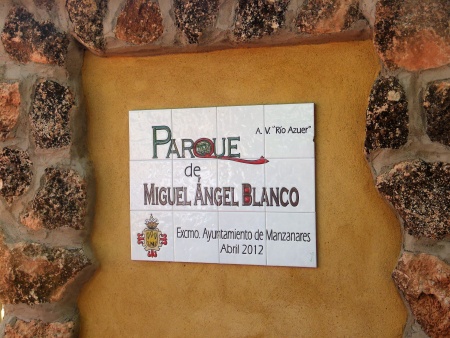 A. V. "Río Azuer"
PARQUE
de
MIGUEL ÁNGEL BLANCO
Excmo. Ayuntamiento de Manzanares
Abril 2012